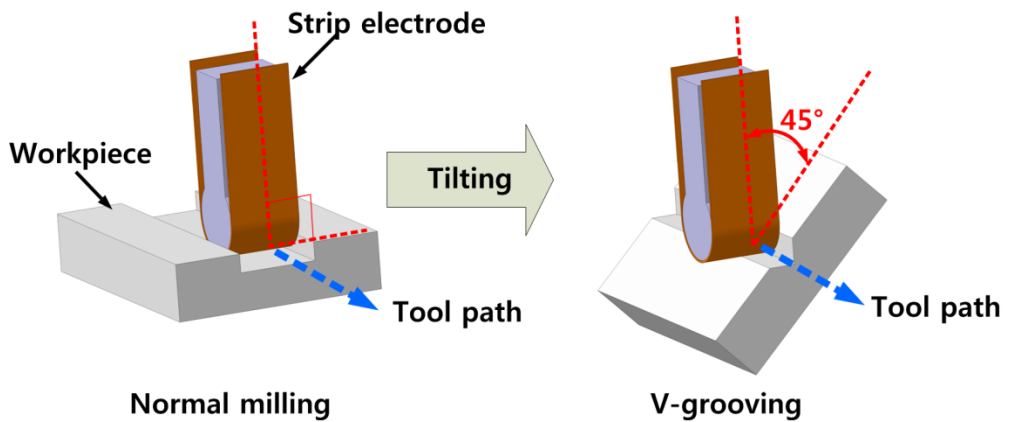 Strip electrode
Workpiece
Tilting
45°
Tool path
Tool path
Normal milling
V-grooving